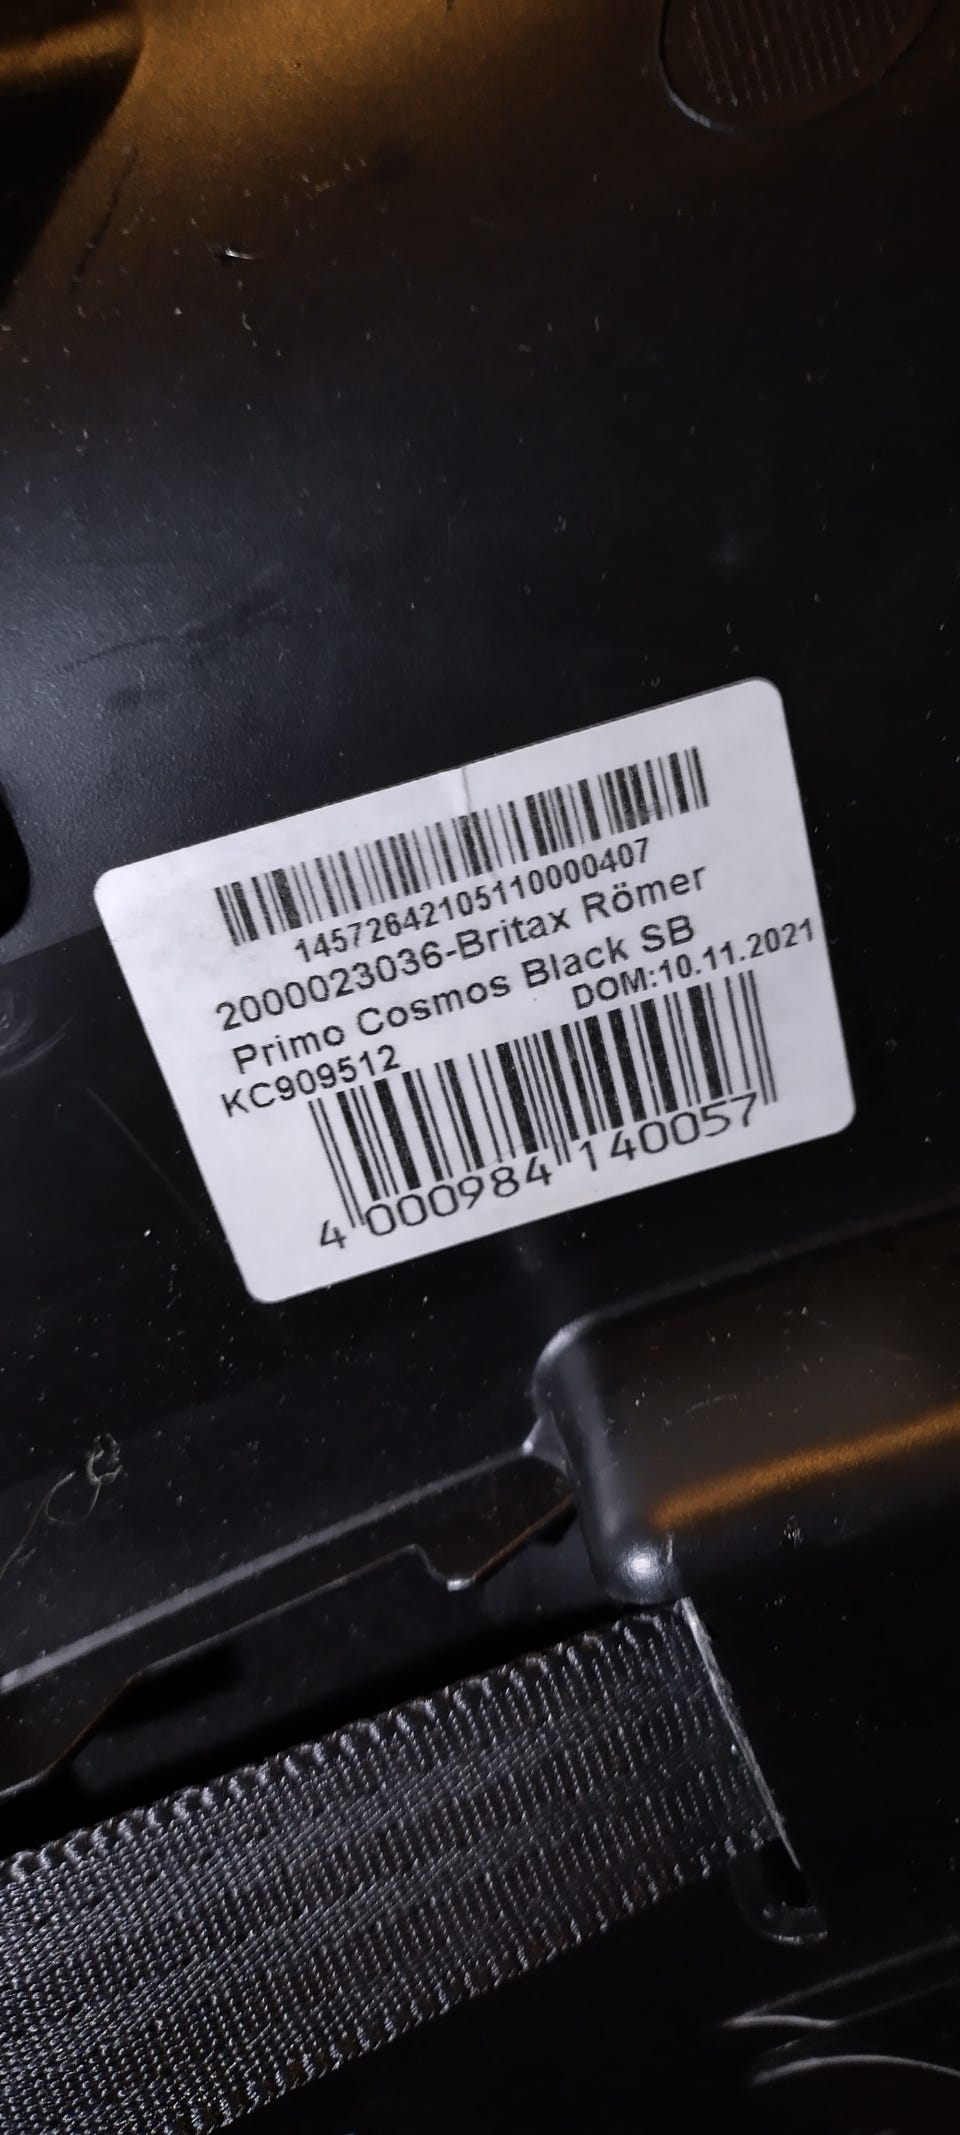 14572642105110000407
2000023036-Britax Römer
Primo Cosmos Black SB
DOM:10.11.2021
KC909512
4 000984 140057